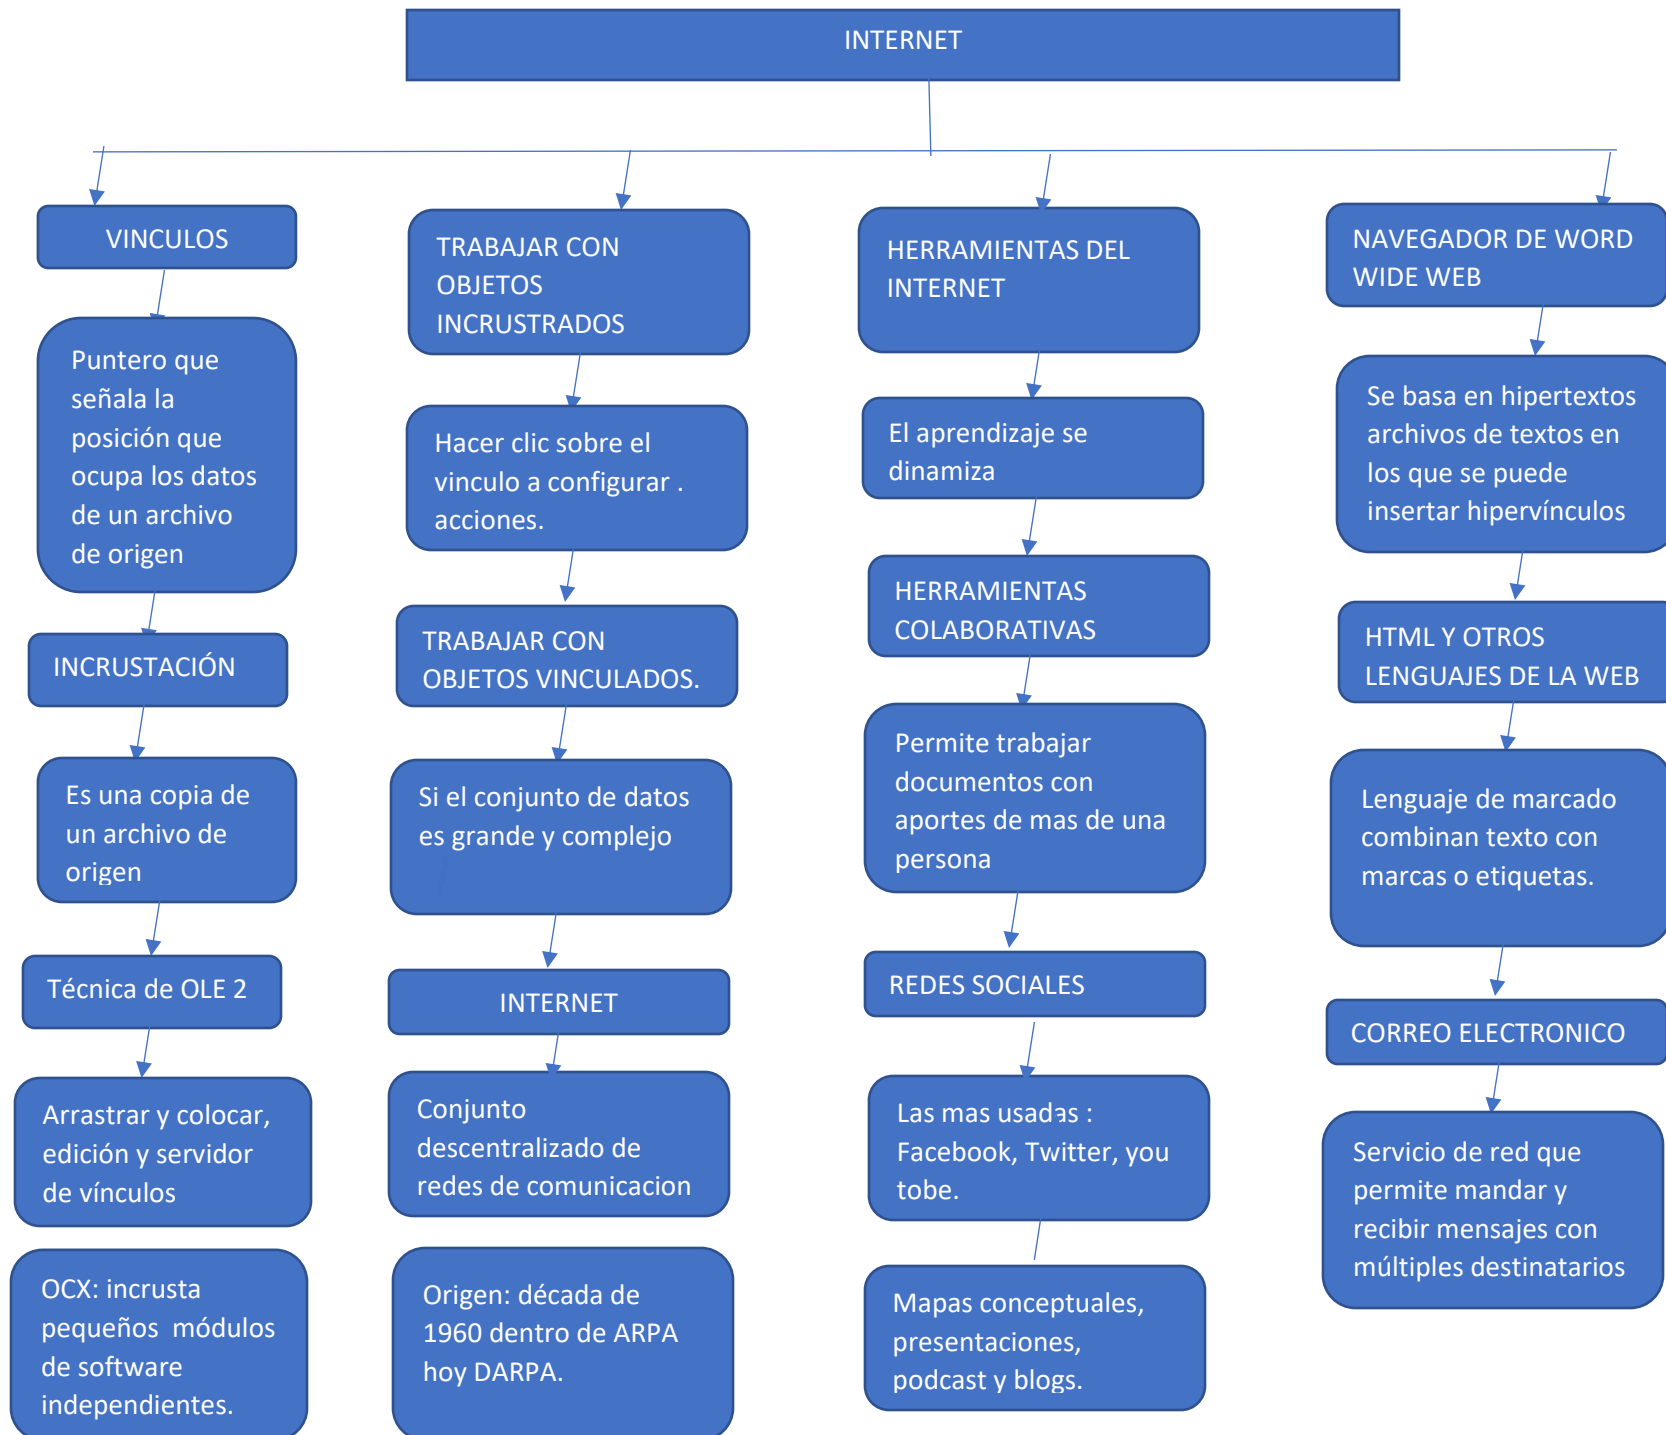 INTERNET
VINCULOS
Puntero que
señala la
posición que
ocupa los datos
de un archivo
de origen
INCRUSTACIÓN
Es una copia de
un archivo de
origen
Técnica de OLE 2
Arrastrar y colocar,
edición y servidor
de vínculos
OCX: incrusta
pequeños  módulos
de software
independientes.
TRABAJAR CON
OBJETOS
INCRUSTRADOS
Hacer clic sobre el
vinculo a configurar .
acciones.
TRABAJAR CON
OBJETOS VINCULADOS.
Si el conjunto de datos
es grande y complejo
INTERNET
Conjunto
descentralizado de
redes de comunicacion
Origen: década de
1960 dentro de ARPA
hoy DARPA.
HERRAMIENTAS DEL
INTERNET
El aprendizaje se
dinamiza
HERRAMIENTAS
COLABORATIVAS
Permite trabajar
documentos con
aportes de mas de una
persona
REDES SOCIALES
Las mas usadas :
Facebook, Twitter, you
tobe.
Mapas conceptuales,
presentaciones,
podcast y blogs.
NAVEGADOR DE WORD
WIDE WEB
Se basa en hipertextos
archivos de textos en
los que se puede
insertar hipervínculos
HTML Y OTROS
LENGUAJES DE LA WEB
Lenguaje de marcado
combinan texto con
marcas o etiquetas.
CORREO ELECTRONICO
Servicio de red que
permite mandar y
recibir mensajes con
múltiples destinatarios